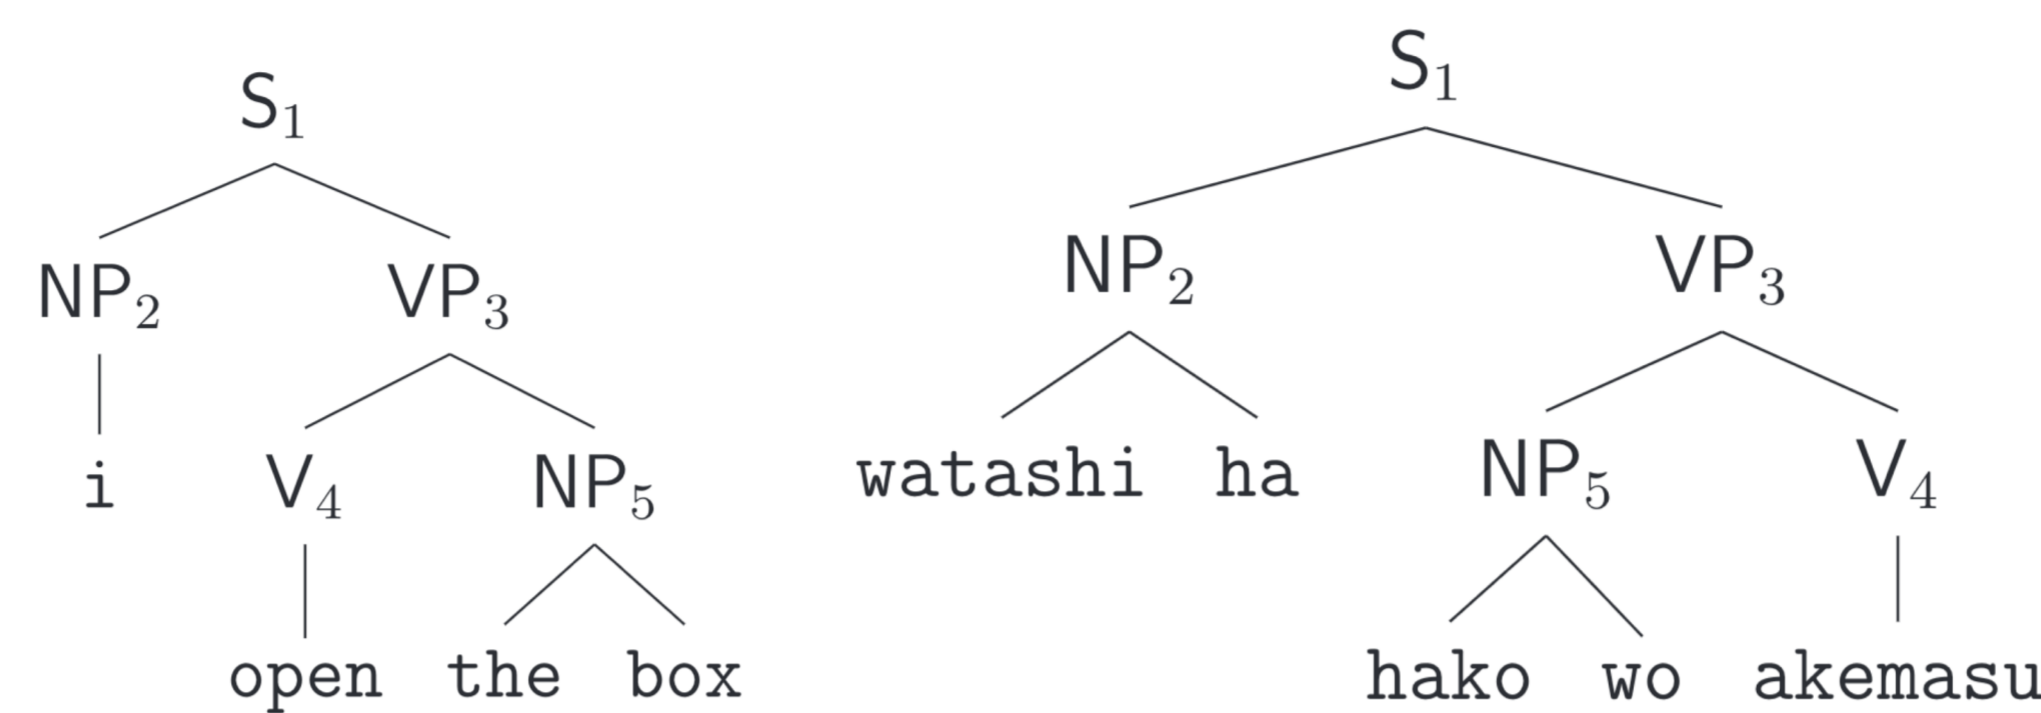 S₁
NP₂ VP₃
i V₄ NP₅
open the box
S₁
NP₂ VP₃
watashi ha NP₅ V₄
hako wo akemasu